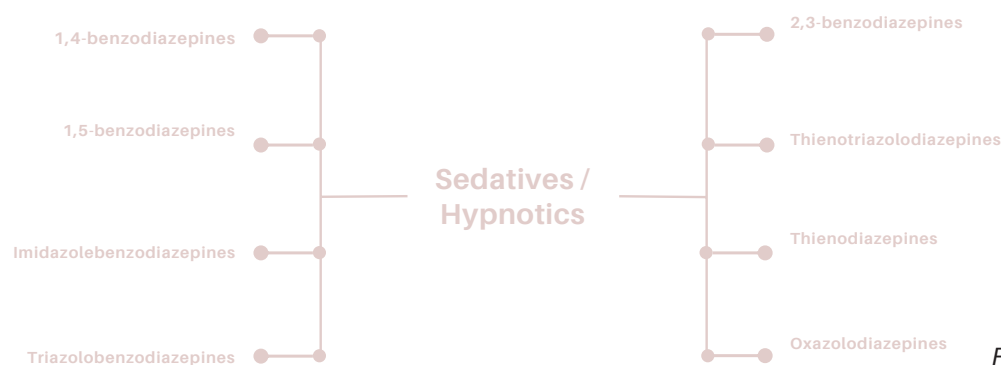 1,4-benzodiazepines
1,5-benzodiazepines
Imidazolebenzodiazepines
Triazolobenzodiazepines
Sedatives /
Hypnotics
2,3-benzodiazepines
Thienotriazolodiazepines
Thienodiazepines
Oxazolodiazepines